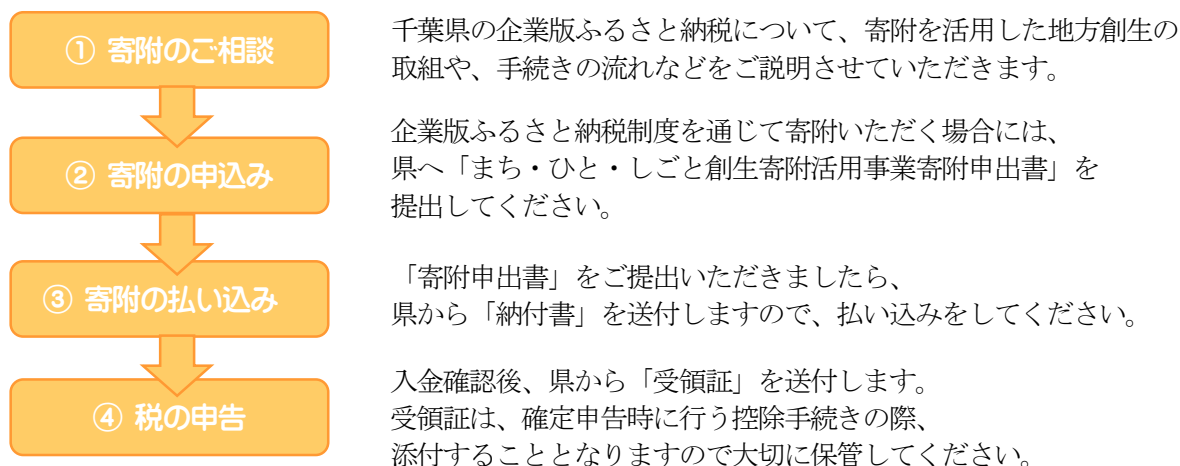 ① 寄附のご相談
千葉県の企業版ふるさと納税について、寄附を活用した地方創生の
取組や、手続きの流れなどをご説明させていただきます。
② 寄附の申込み
企業版ふるさと納税制度を通じて寄附いただく場合には、
県へ「まち・ひと・しごと創生寄附活用事業寄附申出書」を
提出してください。
③ 寄附の払い込み
「寄附申出書」をご提出いただきましたら、
県から「納付書」を送付しますので、払い込みをしてください。
④ 税の申告
入金確認後、県から「受領証」を送付します。
受領証は、確定申告時に行う控除手続きの際、
添付することとなりますので大切に保管してください。